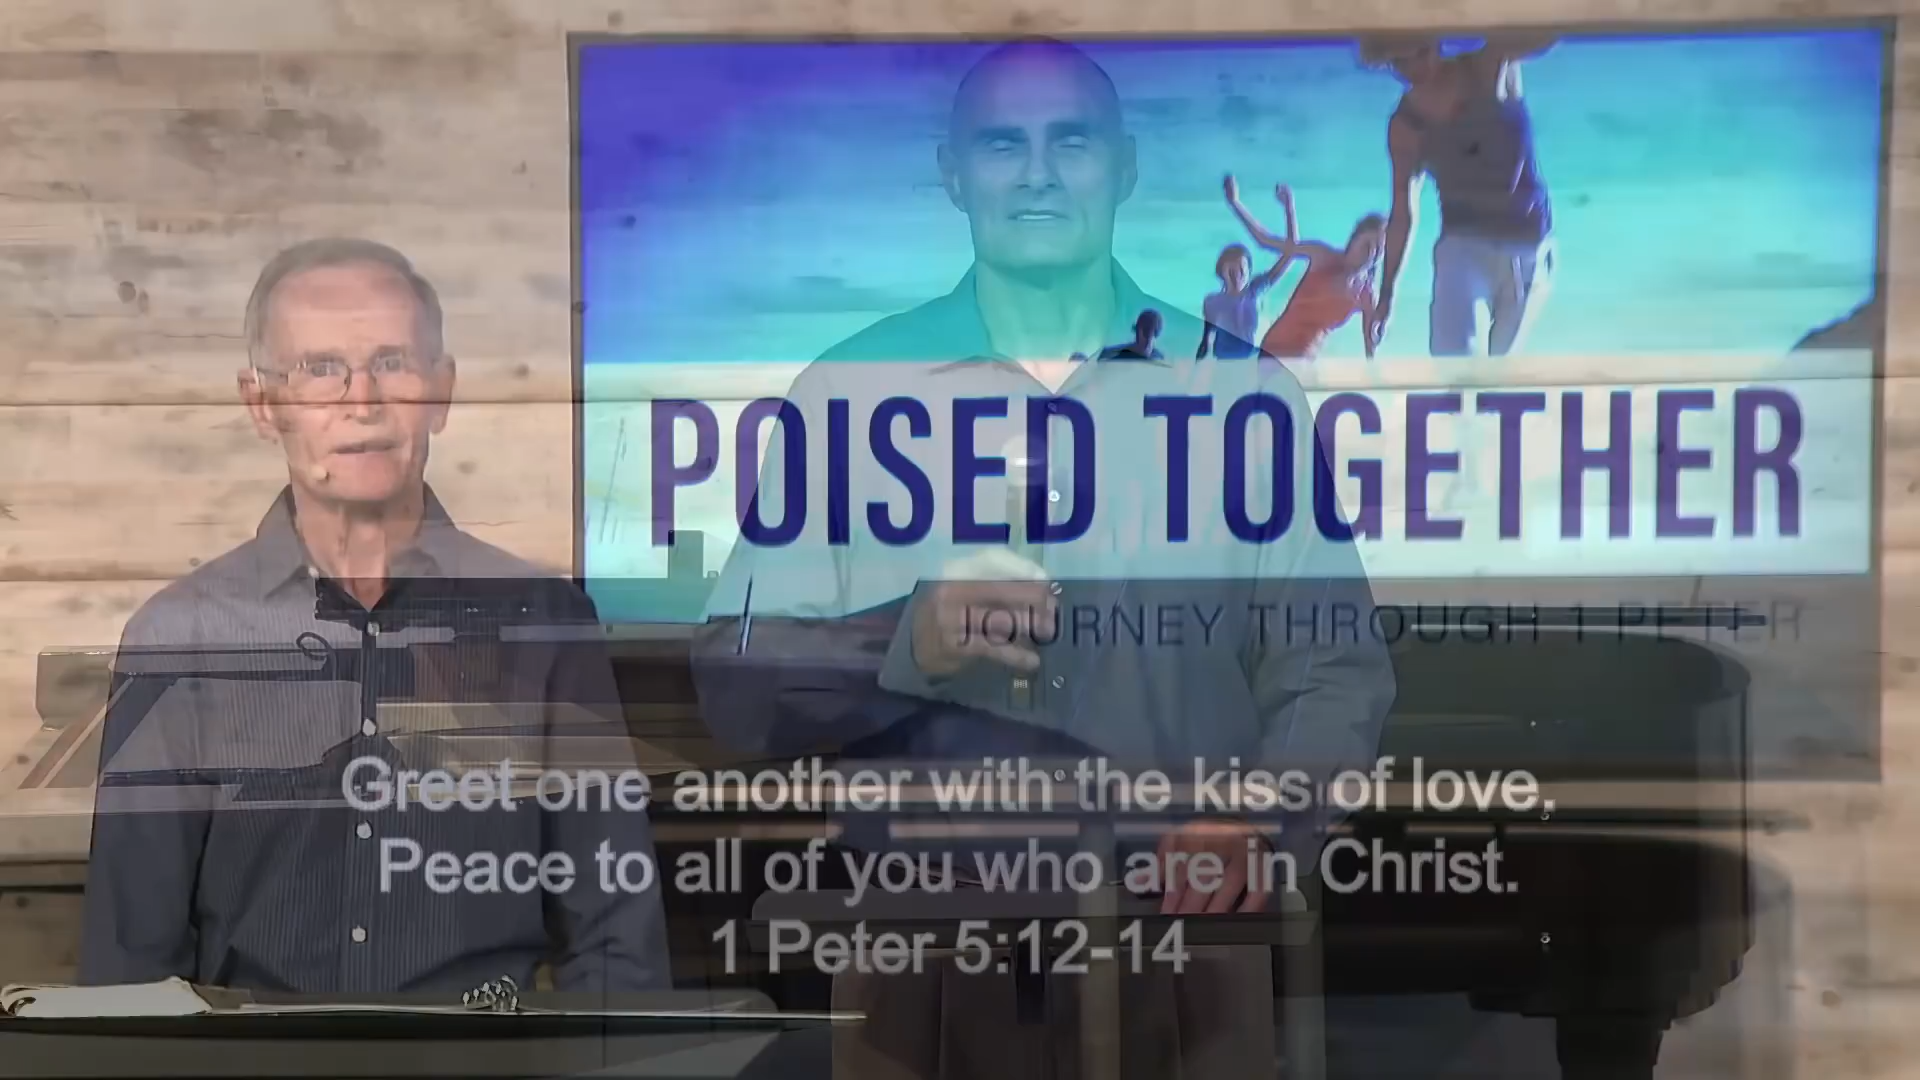 POISED TOGETHER
JOURNEY THROUGH 1 PETER
Greet one another with the kiss of love,
Peace to all of you who are in Christ.
1 Peter 5:12-14